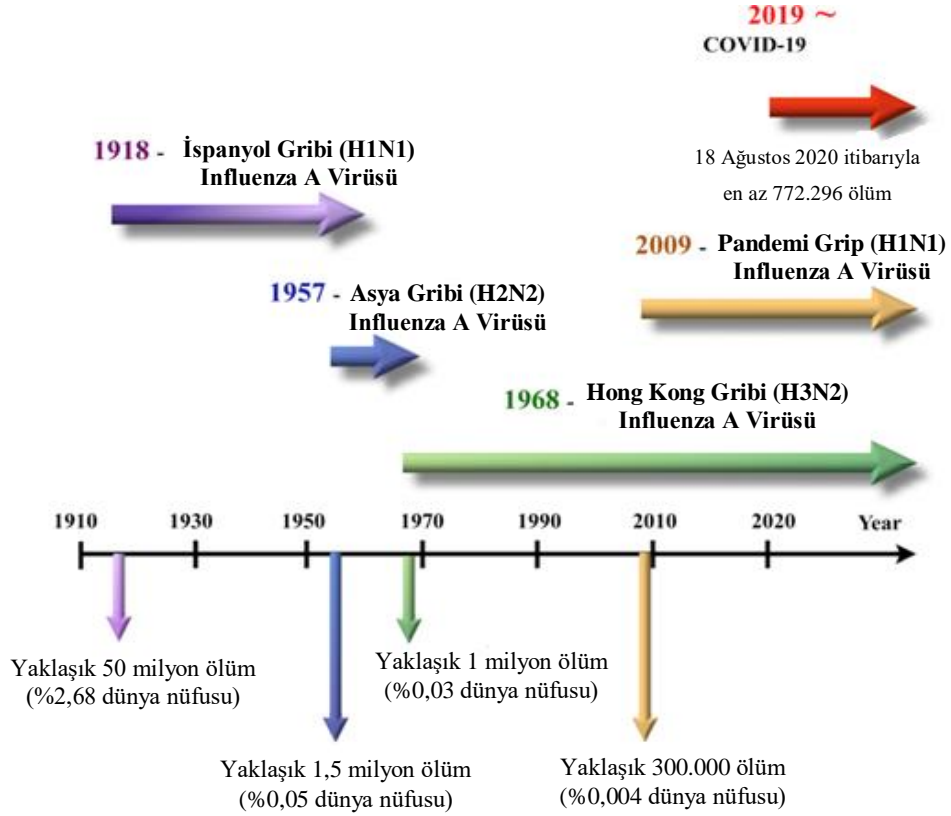 2019 ~
COVID-19
18 Ağustos 2020 itibarıyla
en az 772.296 ölüm
1918 - İspanyol Gribi (H1N1)
Influenza A Virüsü
2009 - Pandemi Grip (H1N1)
Influenza A Virüsü
1957 - Asya Gribi (H2N2)
Influenza A Virüsü
1968 - Hong Kong Gribi (H3N2)
Influenza A Virüsü
1910 1930 1950 1970 1990 2010 2020 Year
Yaklaşık 50 milyon ölüm
(%2,68 dünya nüfusu)
Yaklaşık 1 milyon ölüm
(%0,03 dünya nüfusu)
Yaklaşık 1,5 milyon ölüm
(%0,05 dünya nüfusu)
Yaklaşık 300.000 ölüm
(%0,004 dünya nüfusu)